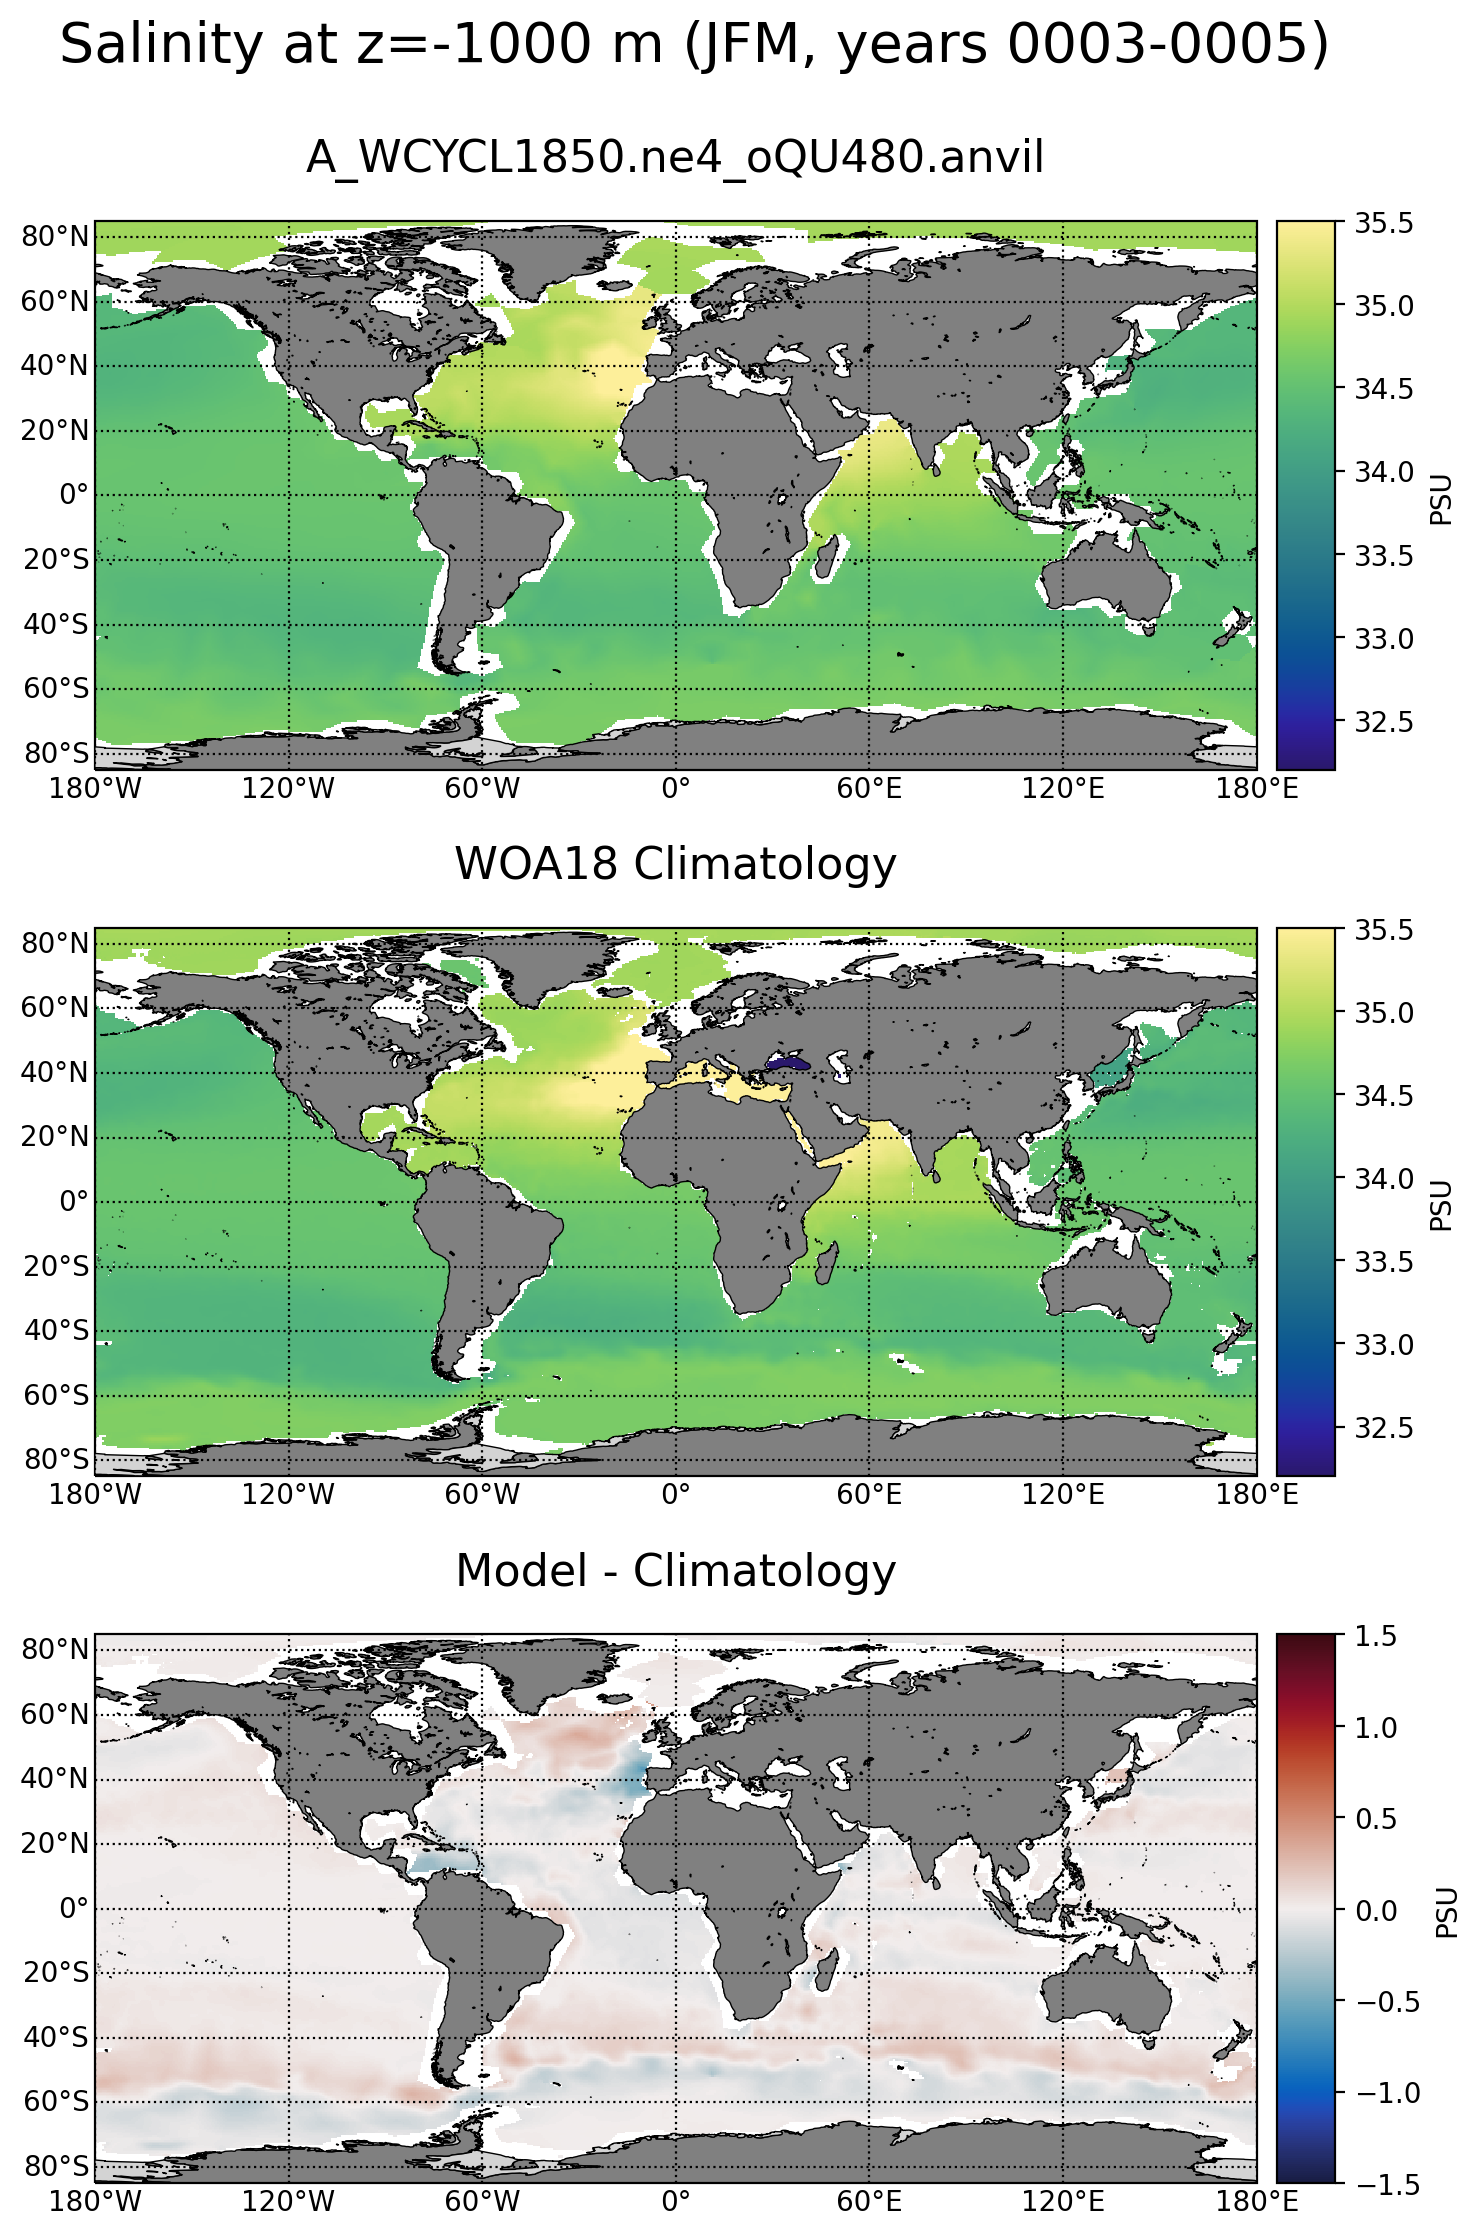 Salinity at z=-1000 m (JFM, years 0003-0005)
A_WCYCL1850.ne4_oQU480.anvil
80°N
60°N
40°N
20°N
0°
20°S
40°S
60°S
80°S
180°W 120°W 60°W 0° 60°E 120°E 180°E
35.5
35.0
34.5
34.0
33.5
33.0
32.5
PSU
WOA18 Climatology
80°N
60°N
40°N
20°N
0°
20°S
40°S
60°S
80°S
180°W 120°W 60°W 0° 60°E 120°E 180°E
35.5
35.0
34.5
34.0
33.5
33.0
32.5
PSU
Model - Climatology
80°N
60°N
40°N
20°N
0°
20°S
40°S
60°S
80°S
180°W 120°W 60°W 0° 60°E 120°E 180°E
1.5
1.0
0.5
0.0
−0.5
−1.0
−1.5
PSU